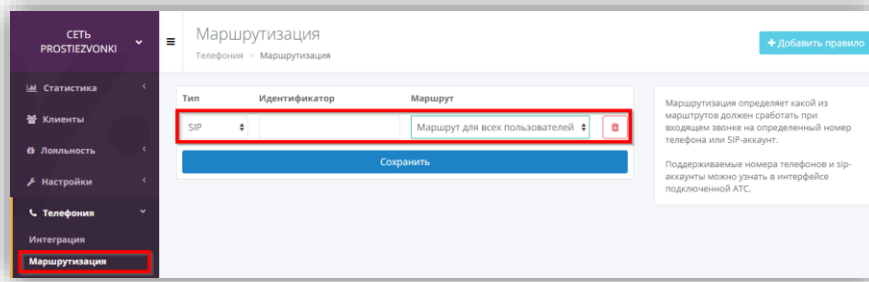 СЕТЬ
PROSTIEZVONKI
Статистика
Клиенты
Лояльность
Настройки
Телефония
Интеграция
Маршрутизация
Маршрутизация
Телефония > Маршрутизация
+ Добавить правило
Тип Идентификатор Маршрут
SIP Маршрут для всех пользователей
Сохранить
Маршрутизация определяет какой из
марштрутов должен сработать при
входящем звонке на определенный номер
телефона или SIP-аккаунт.
Поддерживаемые номера телефонов и sip-
аккаунты можно узнать в интерфейсе
подключенной АТС.